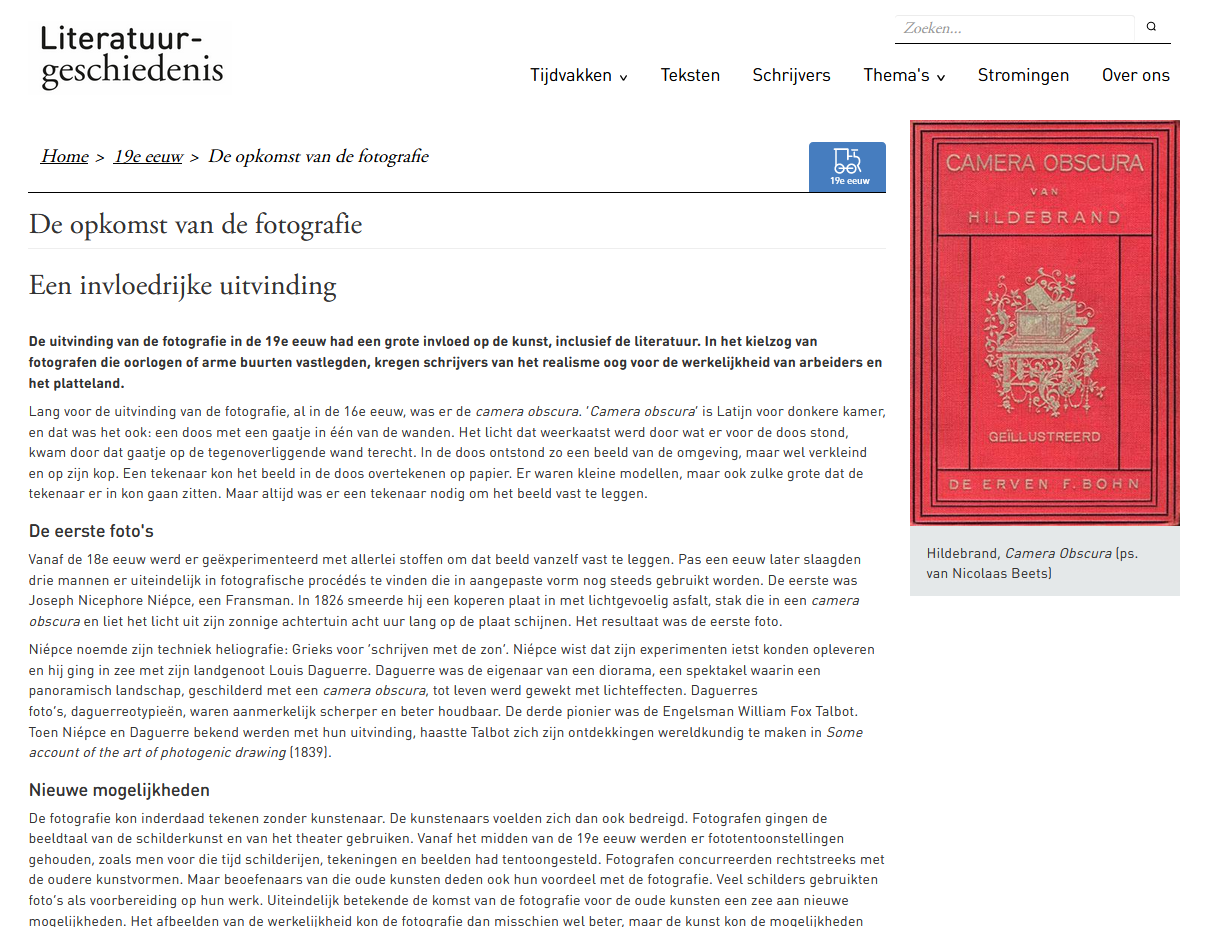 Literatuur-
geschiedenis
Zoeken...
Tijdvakken Teksten Schrijvers Thema's Stromingen Over ons
Home > 19e eeuw > De opkomst van de fotografie
19e eeuw
De opkomst van de fotografie
Een invloedrijke uitvinding
De uitvinding van de fotografie in de 19e eeuw had een grote invloed op de kunst, inclusief de literatuur. In het kielzog van
fotografen die oorlogen of arme buurten vastlegden, kregen schrijvers van het realisme oog voor de werkelijkheid van arbeiders en
het platteland.
Lang voor de uitvinding van de fotografie, al in de 16e eeuw, was er de camera obscura. 'Camera obscura' is Latijn voor donkere kamer,
en dat was het ook: een doos met een gaatje in één van de wanden. Het licht dat weerkaatst werd door wat er voor de doos stond,
kwam door dat gaatje op de tegenoverliggende wand terecht. In de doos ontstond zo een beeld van de omgeving, maar wel verkleind
en op zijn kop. Een tekenaar kon het beeld in de doos overtekenen op papier. Er waren kleine modellen, maar ook zulke grote dat de
tekenaar er in kon gaan zitten. Maar altijd was er een tekenaar nodig om het beeld vast te leggen.
De eerste foto's
Vanaf de 18e eeuw werd er geëxperimenteerd met allerlei stoffen om dat beeld vanzelf vast te leggen. Pas een eeuw later slaagden
drie mannen er uiteindelijk in fotografische procédés te vinden die in aangepaste vorm nog steeds gebruikt worden. De eerste was
Joseph Nicephore Niépce, een Fransman. In 1826 smeerde hij een koperen plaat in met lichtgevoelig asfalt, stak die in een camera
obscura en liet het licht uit zijn zonnige achtertuin acht uur lang op de plaat schijnen. Het resultaat was de eerste foto.
Niépce noemde zijn techniek heliografie: Grieks voor 'schrijven met de zon'. Niépce wist dat zijn experimenten ietst konden opleveren
en hij ging in zee met zijn landgenoot Louis Daguerre. Daguerre was de eigenaar van een diorama, een spektakel waarin een
panoramisch landschap, geschilderd met een camera obscura, tot leven werd gewekt met lichteffecten. Daguerres
foto's, daguerreotypieën, waren aanmerkelijk scherper en beter houdbaar. De derde pionier was de Engelsman William Fox Talbot.
Toen Niépce en Daguerre bekend werden met hun uitvinding, haastte Talbot zich zijn ontdekkingen wereldkundig te maken in Some
account of the art of photogenic drawing (1839).
Nieuwe mogelijkheden
De fotografie kon inderdaad tekenen zonder kunstenaar. De kunstenaars voelden zich dan ook bedreigd. Fotografen gingen de
beeldtaal van de schilderkunst en van het theater gebruiken. Vanaf het midden van de 19e eeuw werden er fototentoonstellingen
gehouden, zoals men voor die tijd schilderijen, tekeningen en beelden had tentoongesteld. Fotografen concurreerden rechtstreeks met
de oudere kunstvormen. Maar beoefenaars van die oude kunsten deden ook hun voordeel met de fotografie. Veel schilders gebruikten
foto's als voorbereiding op hun werk. Uiteindelijk betekende de komst van de fotografie voor de oude kunsten een zee aan nieuwe
mogelijkheden. Het afbeelden van de werkelijkheid kon de fotografie dan misschien wel beter, maar de kunst kon de mogelijkheden
CAMERA OBSCURA
VAN
HILDEBRAND
GEÏLLUSTREERD
DE ERVEN F. BOHN
Hildebrand, Camera Obscura (ps.
van Nicolaas Beets)